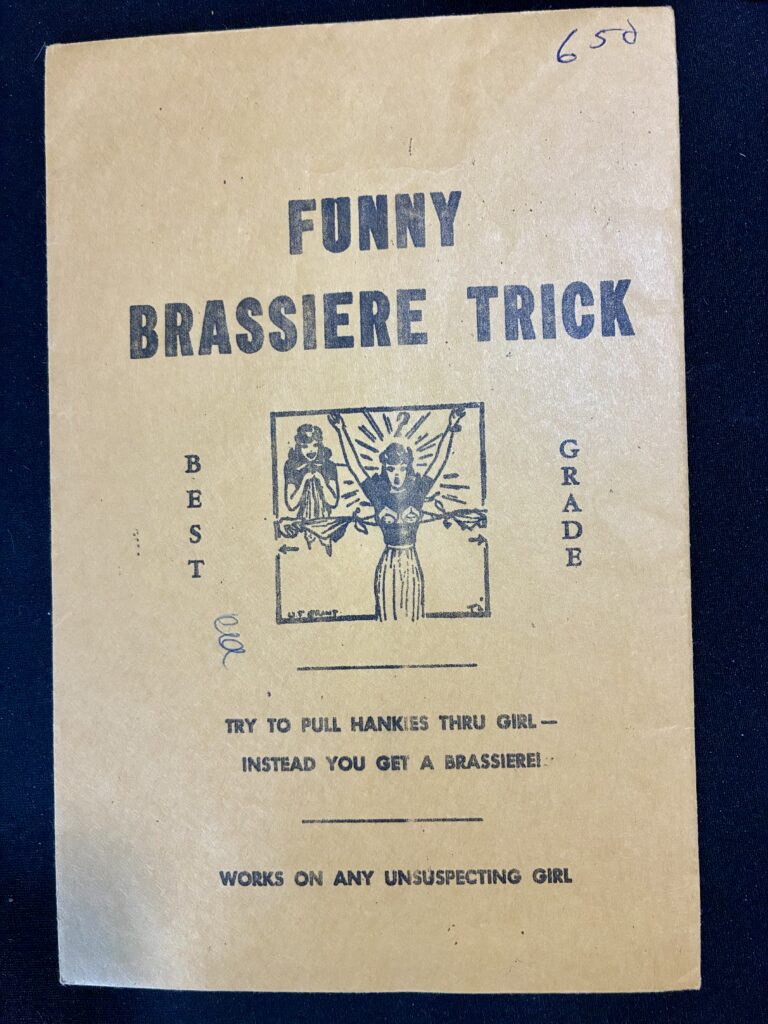 650
FUNNY
BRASSIERE TRICK
BEST
GRADE
TRY TO PULL HANKIES THRU GIRL—
INSTEAD YOU GET A BRASSIERE!
WORKS ON ANY UNSUSPECTING GIRL